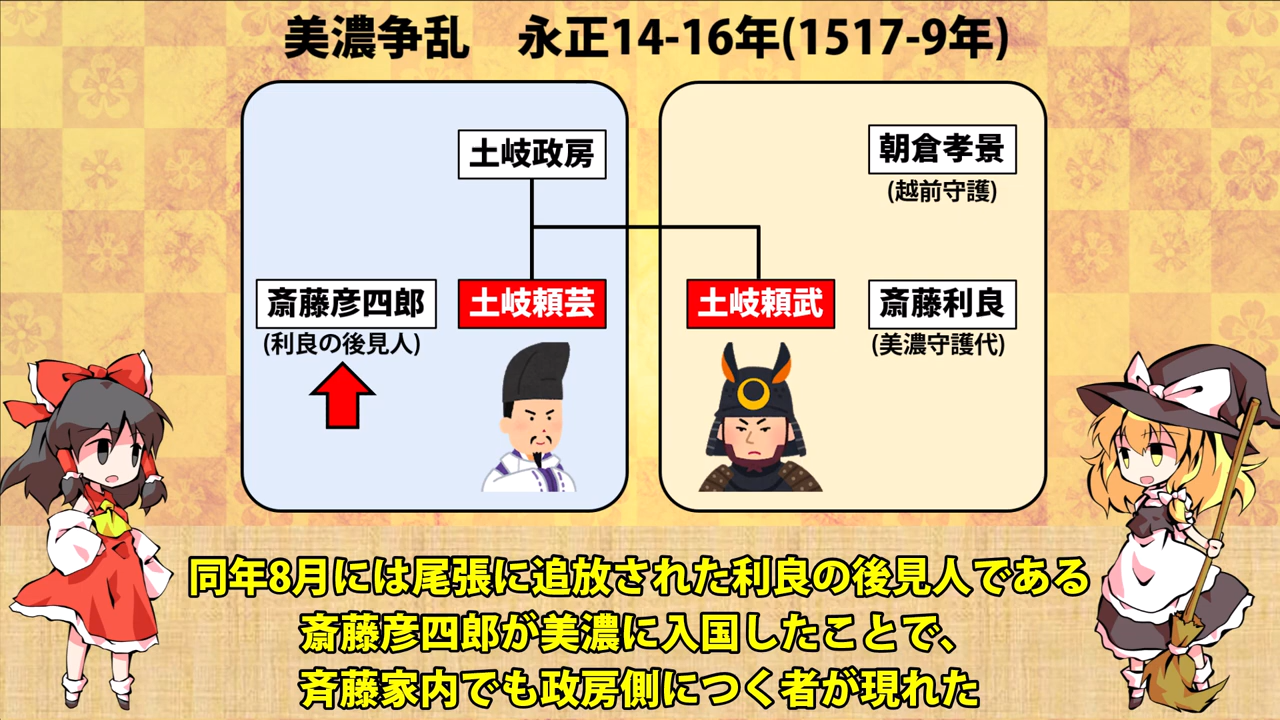 美濃争乱　永正14-16年(1517-9年)
土岐政房
朝倉孝景
(越前守護)
斎藤彦四郎
(利良の後見人)
土岐頼芸
土岐頼武
斎藤利良
(美濃守護代)
同年8月には尾張に追放された利良の後見人である
斎藤彦四郎が美濃に入国したことで、
斉藤家内でも政房側につく者が現れた